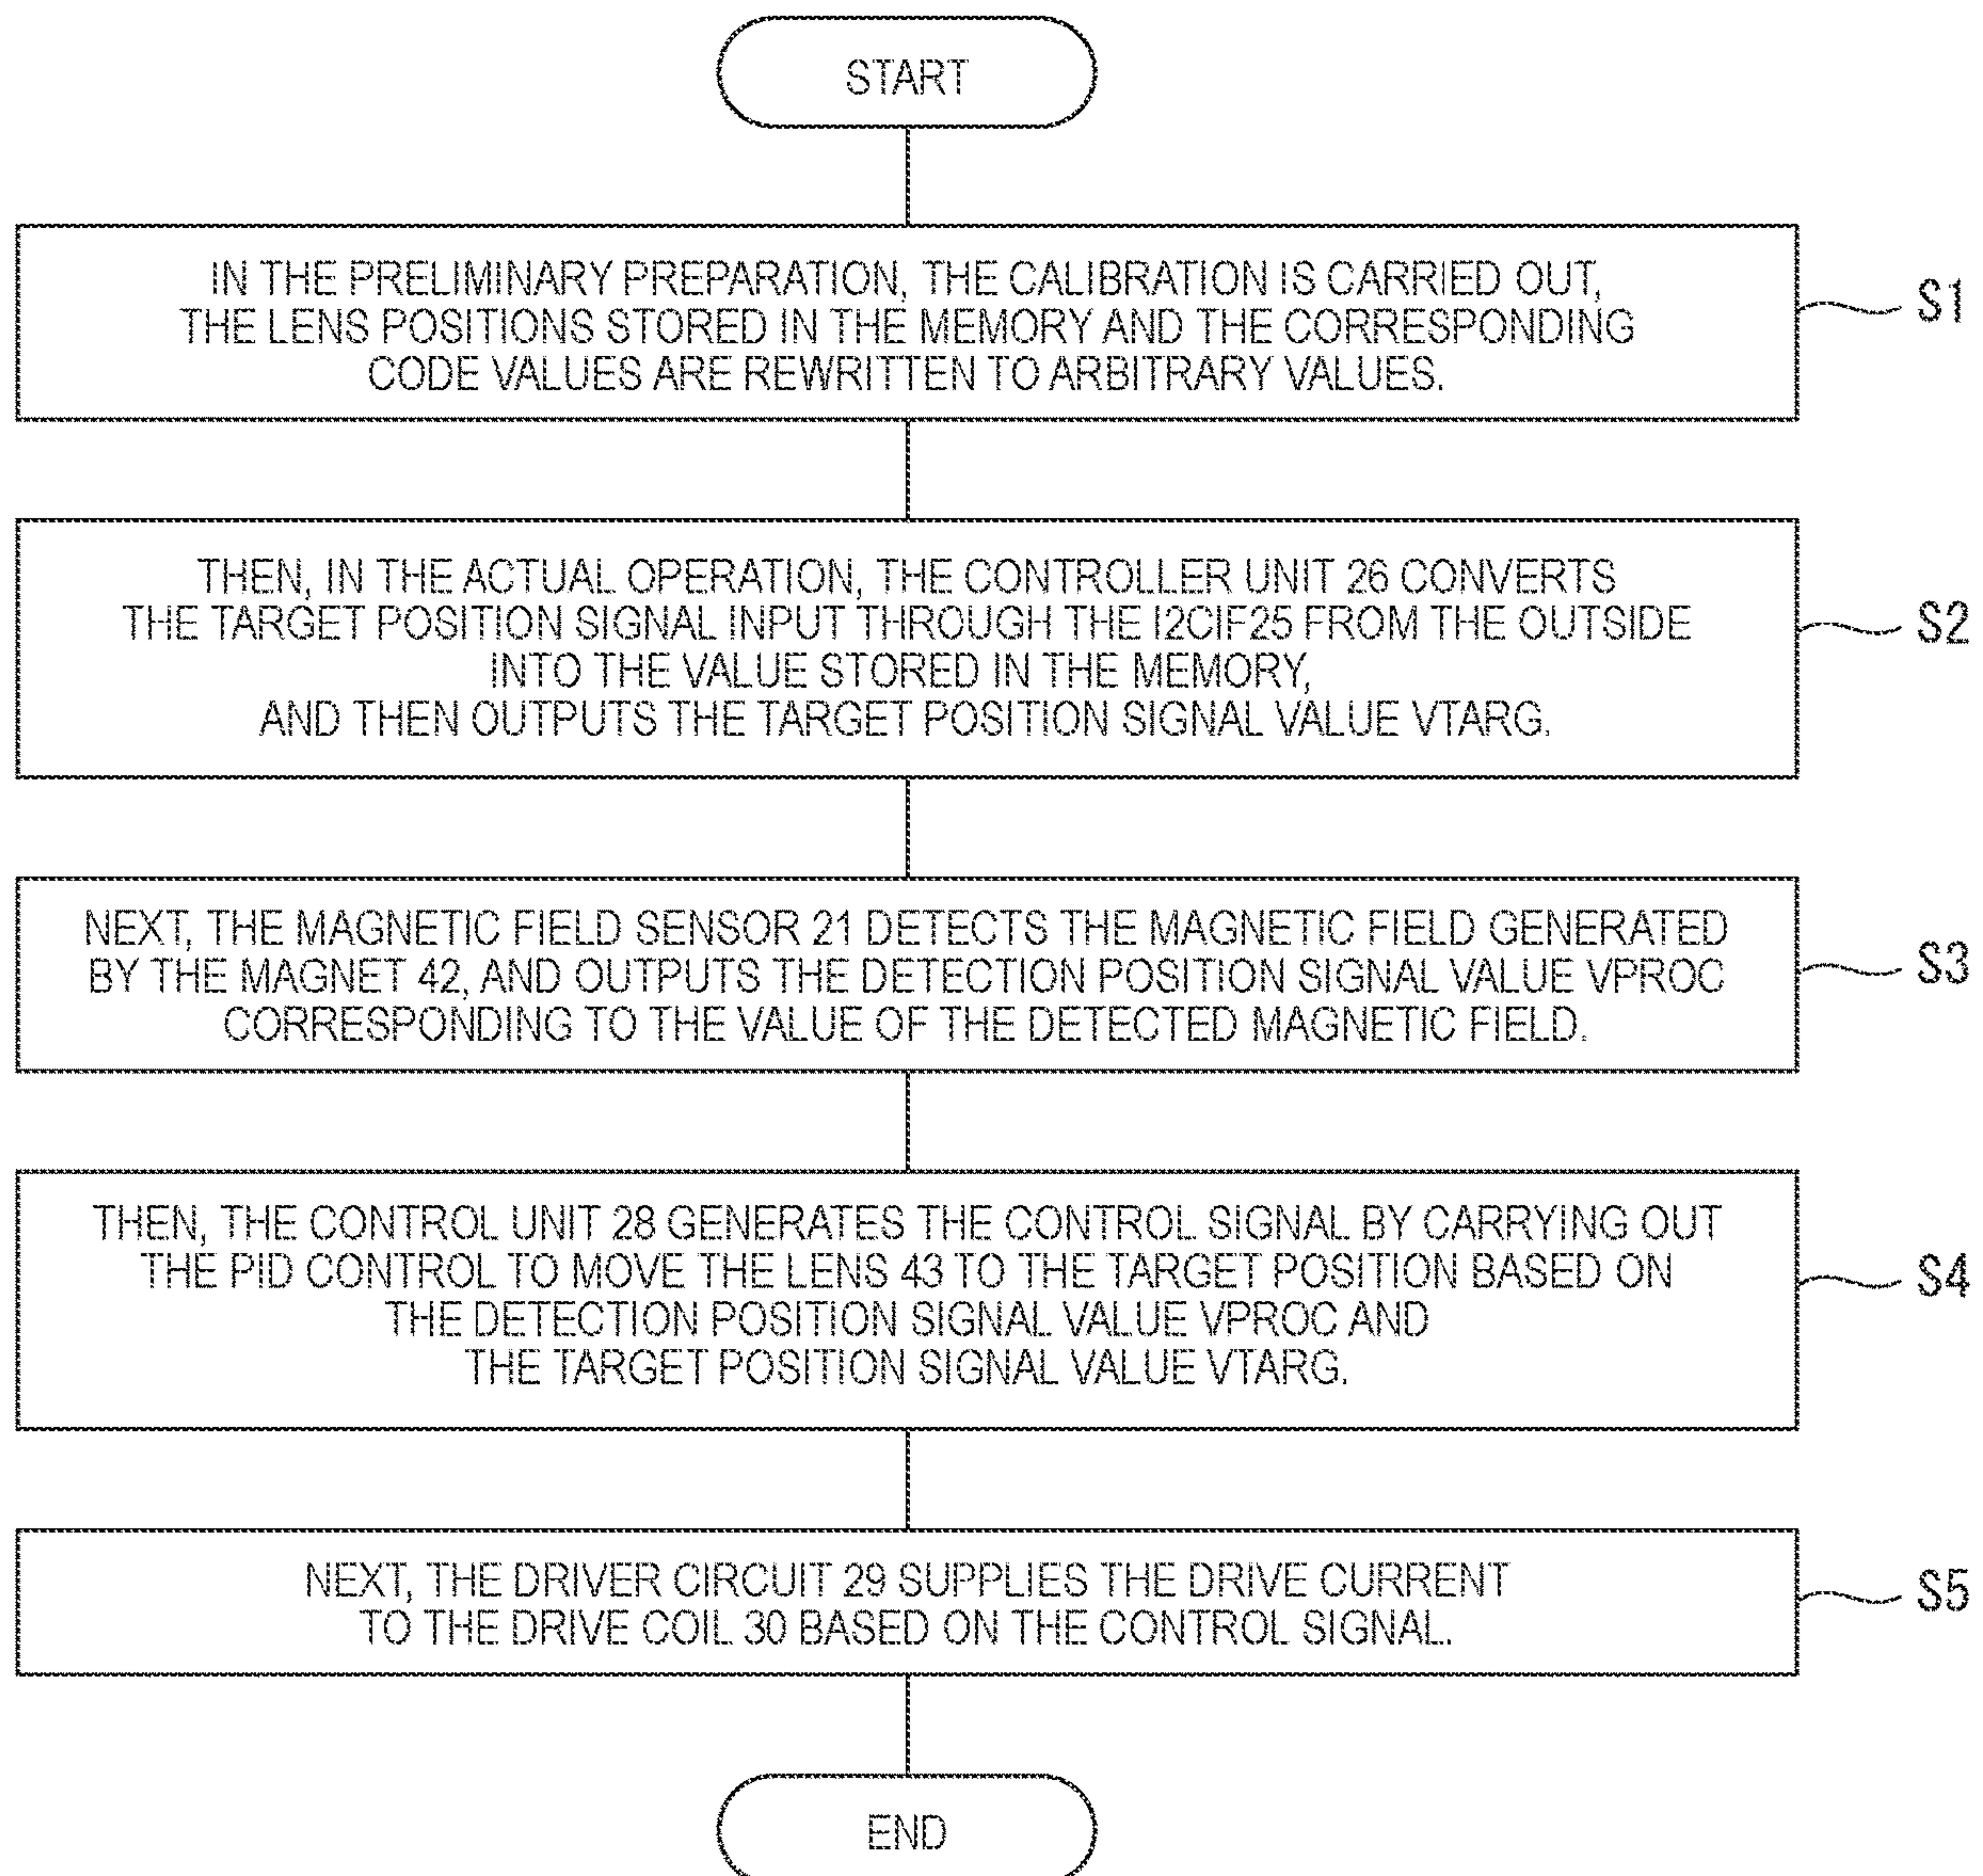 START
IN THE PRELIMINARY PREPARATION, THE CALIBRATION IS CARRIED OUT,
THE LENS POSITIONS STORED IN THE MEMORY AND THE CORRESPONDING
CODE VALUES ARE REWRITTEN TO ARBITRARY VALUES.
S1
THEN, IN THE ACTUAL OPERATION, THE CONTROLLER UNIT 26 CONVERTS
THE TARGET POSITION SIGNAL INPUT THROUGH THE I2CIF25 FROM THE OUTSIDE
INTO THE VALUE STORED IN THE MEMORY,
AND THEN OUTPUTS THE TARGET POSITION SIGNAL VALUE VTARG.
S2
NEXT, THE MAGNETIC FIELD SENSOR 21 DETECTS THE MAGNETIC FIELD GENERATED
BY THE MAGNET 42, AND OUTPUTS THE DETECTION POSITION SIGNAL VALUE VPROC
CORRESPONDING TO THE VALUE OF THE DETECTED MAGNETIC FIELD.
S3
THEN, THE CONTROL UNIT 28 GENERATES THE CONTROL SIGNAL BY CARRYING OUT
THE PID CONTROL TO MOVE THE LENS 43 TO THE TARGET POSITION BASED ON
THE DETECTION POSITION SIGNAL VALUE VPROC AND
THE TARGET POSITION SIGNAL VALUE VTARG.
S4
NEXT, THE DRIVER CIRCUIT 29 SUPPLIES THE DRIVE CURRENT
TO THE DRIVE COIL 30 BASED ON THE CONTROL SIGNAL.
S5
END